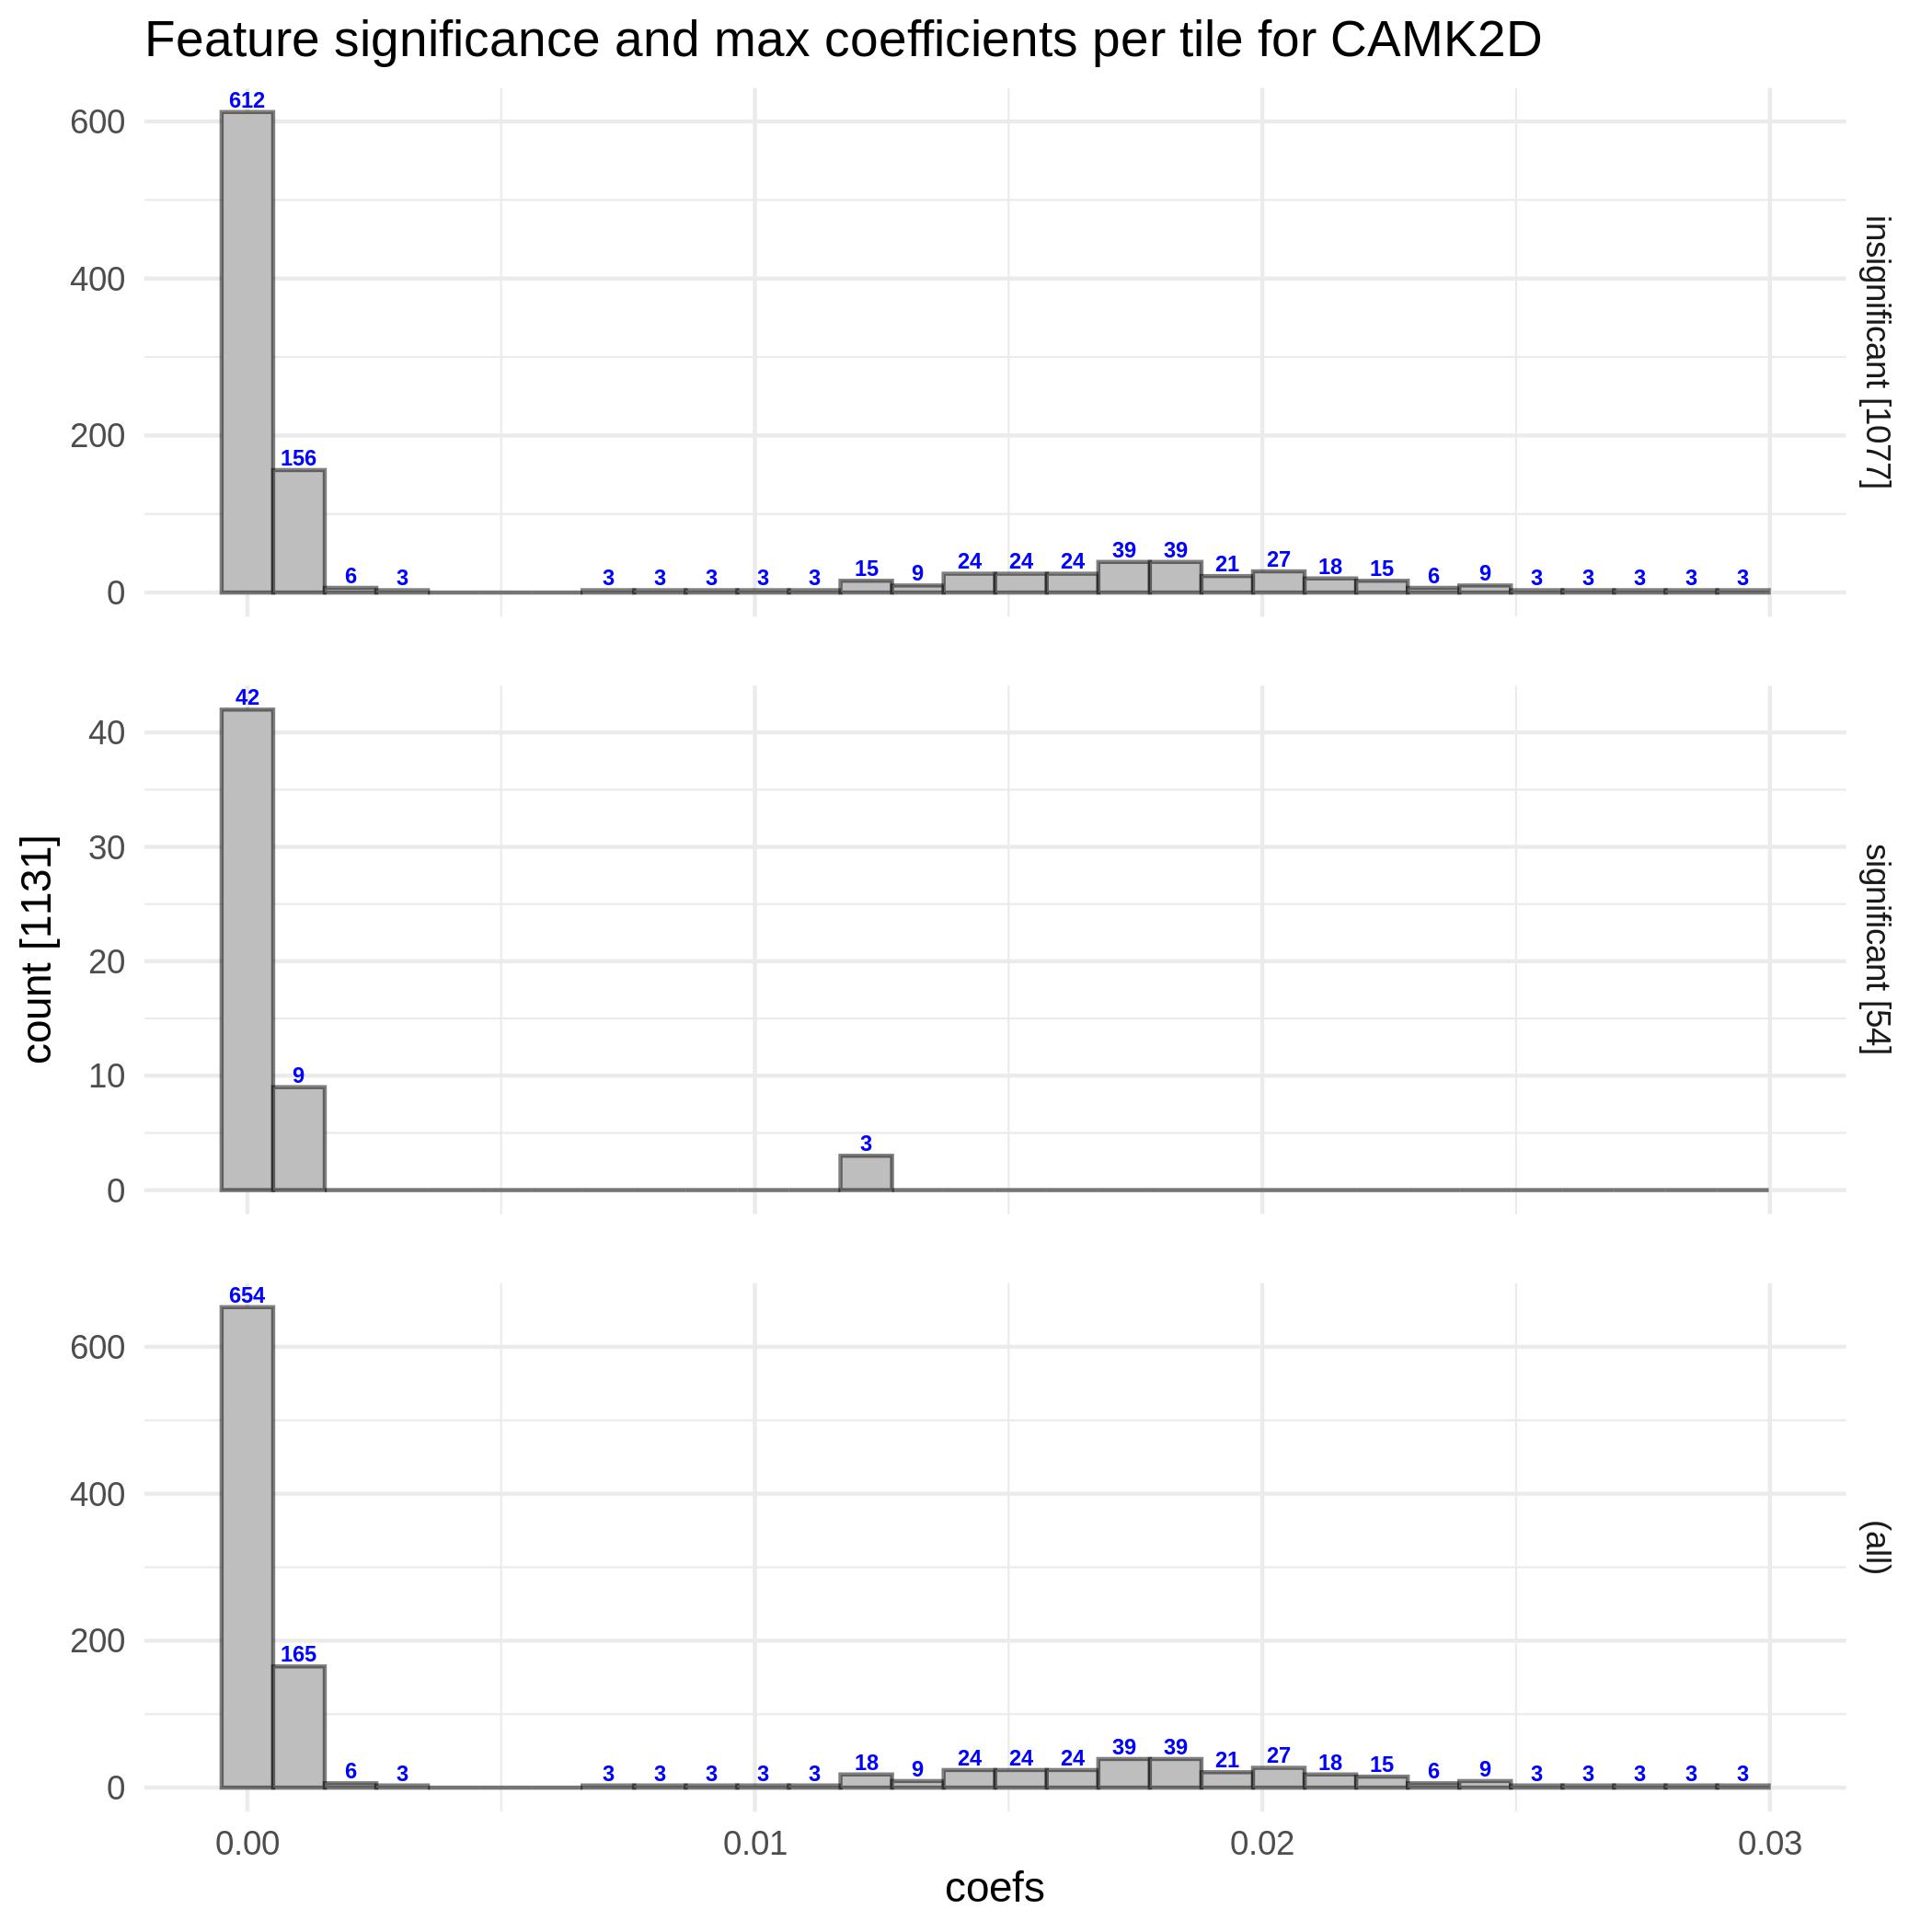 Feature significance and max coefficients per tile for CAMK2D
612
600
400
200
156
6 3 3 3 3 3 3 15 9 24 24 24 39 39 21 27 18 15 6 9 3 3 3 3 3
0
insignificant [1077]
42
40
30
20
10
9
3
0
significant [54]
count [1131]
654
600
400
200
165
6 3 3 3 3 3 3 18 9 24 24 24 39 39 21 27 18 15 6 9 3 3 3 3 3
0
(all)
0.00 0.01 0.02 0.03
coefs